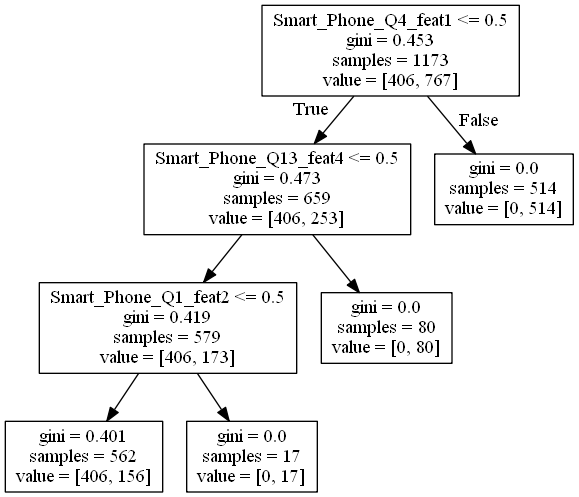 Smart_Phone_Q4_feat1 <= 0.5
gini = 0.453
samples = 1173
value = [406, 767]
True
False
Smart_Phone_Q13_feat4 <= 0.5
gini = 0.473
samples = 659
value = [406, 253]
gini = 0.0
samples = 514
value = [0, 514]
Smart_Phone_Q1_feat2 <= 0.5
gini = 0.419
samples = 579
value = [406, 173]
gini = 0.0
samples = 80
value = [0, 80]
gini = 0.401
samples = 562
value = [406, 156]
gini = 0.0
samples = 17
value = [0, 17]